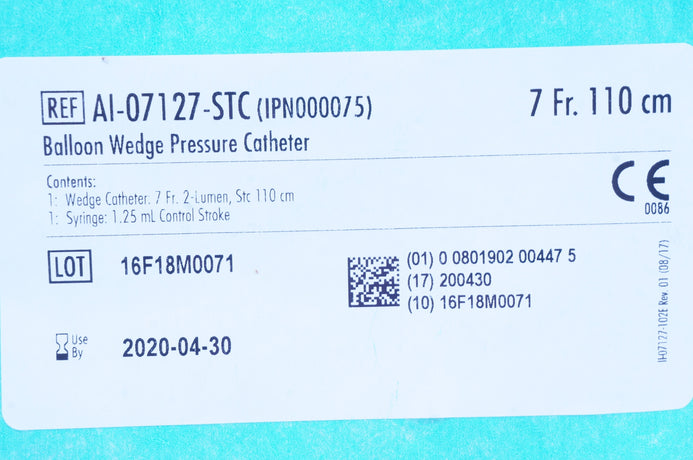 REF AI-07127-STC (IPN000075) 7 Fr. 110 cm
Balloon Wedge Pressure Catheter
Contents:
1: Wedge Catheter: 7 Fr. 2-Lumen, Stc 110 cm
1: Syringe: 1.25 mL Control Stroke
CE
0086
LOT 16F18M0071
(01) 0 0801902 00447 5
(17) 200430
(10) 16F18M0071
Use
By 2020-04-30
IH-07127-102E Rev. 01 (08/17)